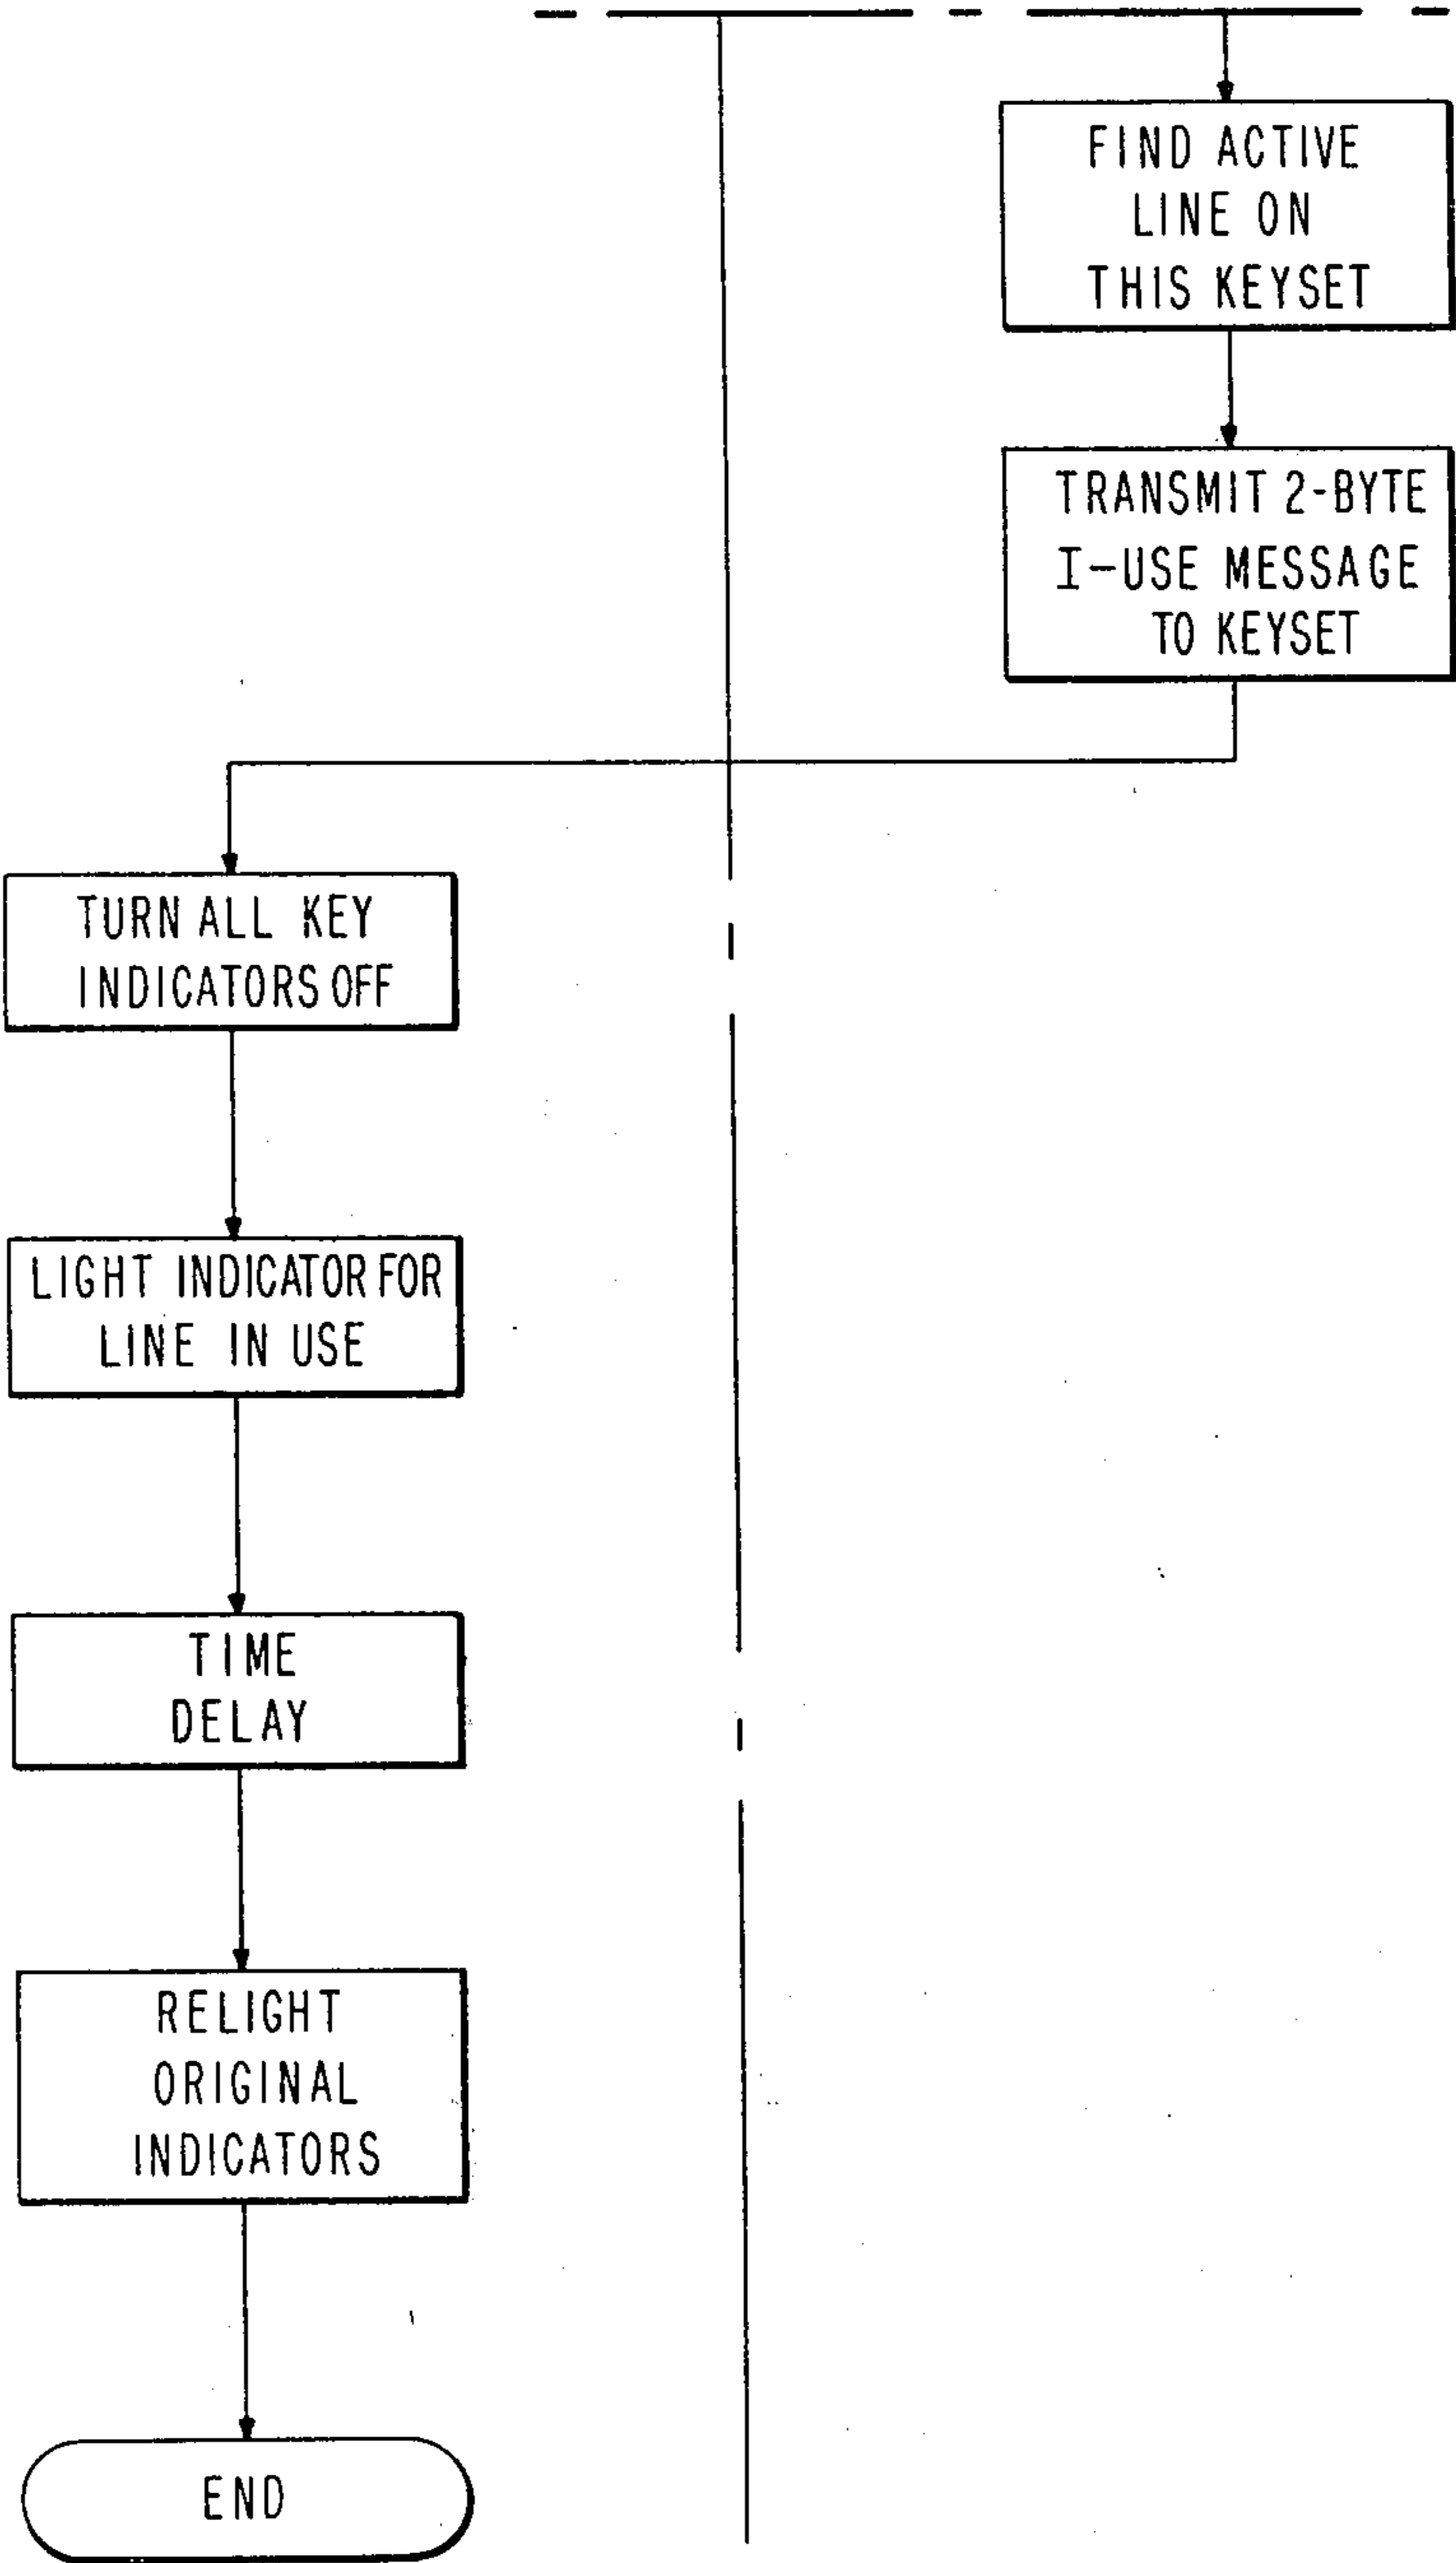 FIND ACTIVE
LINE ON
THIS KEYSET
TRANSMIT 2-BYTE
I-USE MESSAGE
TO KEYSET
TURN ALL KEY
INDICATORS OFF
LIGHT INDICATOR FOR
LINE IN USE
TIME
DELAY
RELIGHT
ORIGINAL
INDICATORS
END